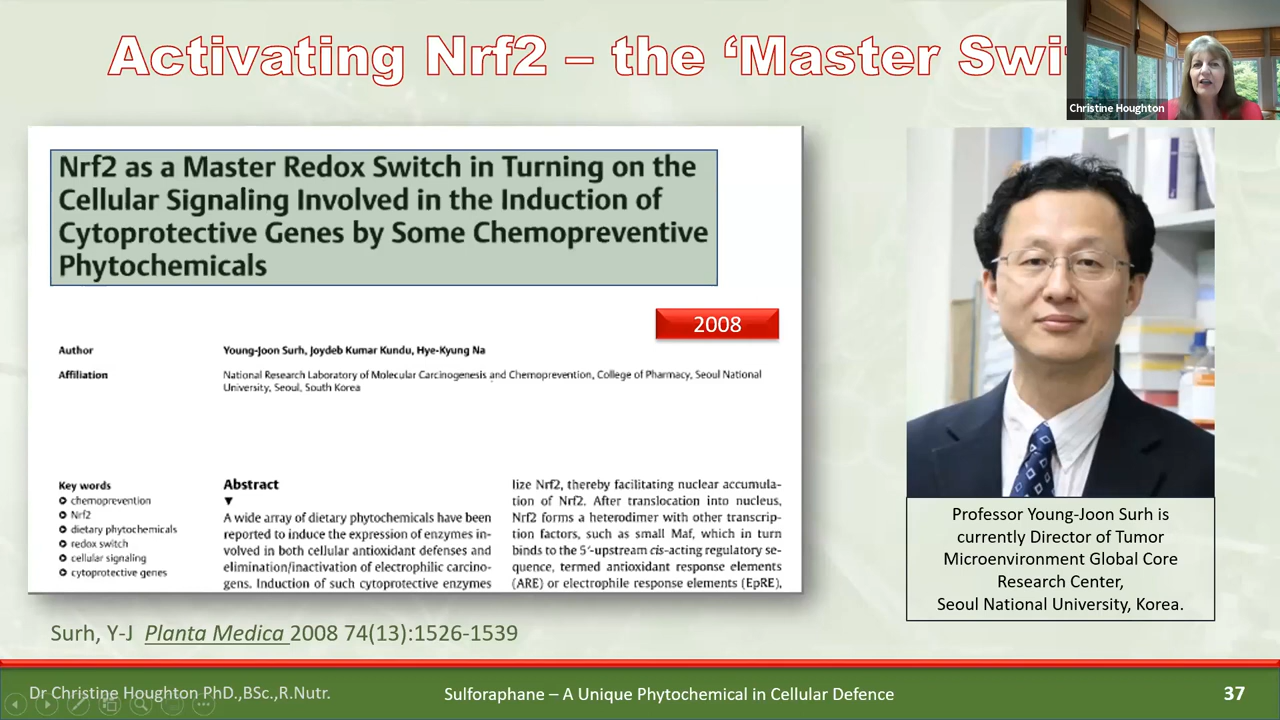 Activating Nrf2 – the ‘Master Swi
Christine Houghton
Nrf2 as a Master Redox Switch in Turning on the
Cellular Signaling Involved in the Induction of
Cytoprotective Genes by Some Chemopreventive
Phytochemicals
2008
Author
Young-Joon Surh, Joydeb Kumar Kundu, Hye-Kyung Na
Affiliation
National Research Laboratory of Molecular Carcinogenesis and Chemoprevention, College of Pharmacy, Seoul National
University, Seoul, South Korea
Key words
chemoprevention
Nrf2
dietary phytochemicals
redox switch
cellular signaling
cytoprotective genes
Abstract
A wide array of dietary phytochemicals have been
reported to induce the expression of enzymes in-
volved in both cellular antioxidant defenses and
elimination/inactivation of electrophilic carcino-
gens. Induction of such cytoprotective enzymes
lize Nrf2, thereby facilitating nuclear accumula-
tion of Nrf2. After translocation into nucleus,
Nrf2 forms a heterodimer with other transcrip-
tion factors, such as small Maf, which in turn
binds to the 5′-upstream cis-acting regulatory se-
quence, termed antioxidant response elements
(ARE) or electrophile response elements (EpRE),
Professor Young-Joon Surh is
currently Director of Tumor
Microenvironment Global Core
Research Center,
Seoul National University, Korea.
Surh, Y-J Planta Medica 2008 74(13):1526-1539
Dr Christine Houghton PhD.,BSc.,R.Nutr.
Sulforaphane – A Unique Phytochemical in Cellular Defence
37